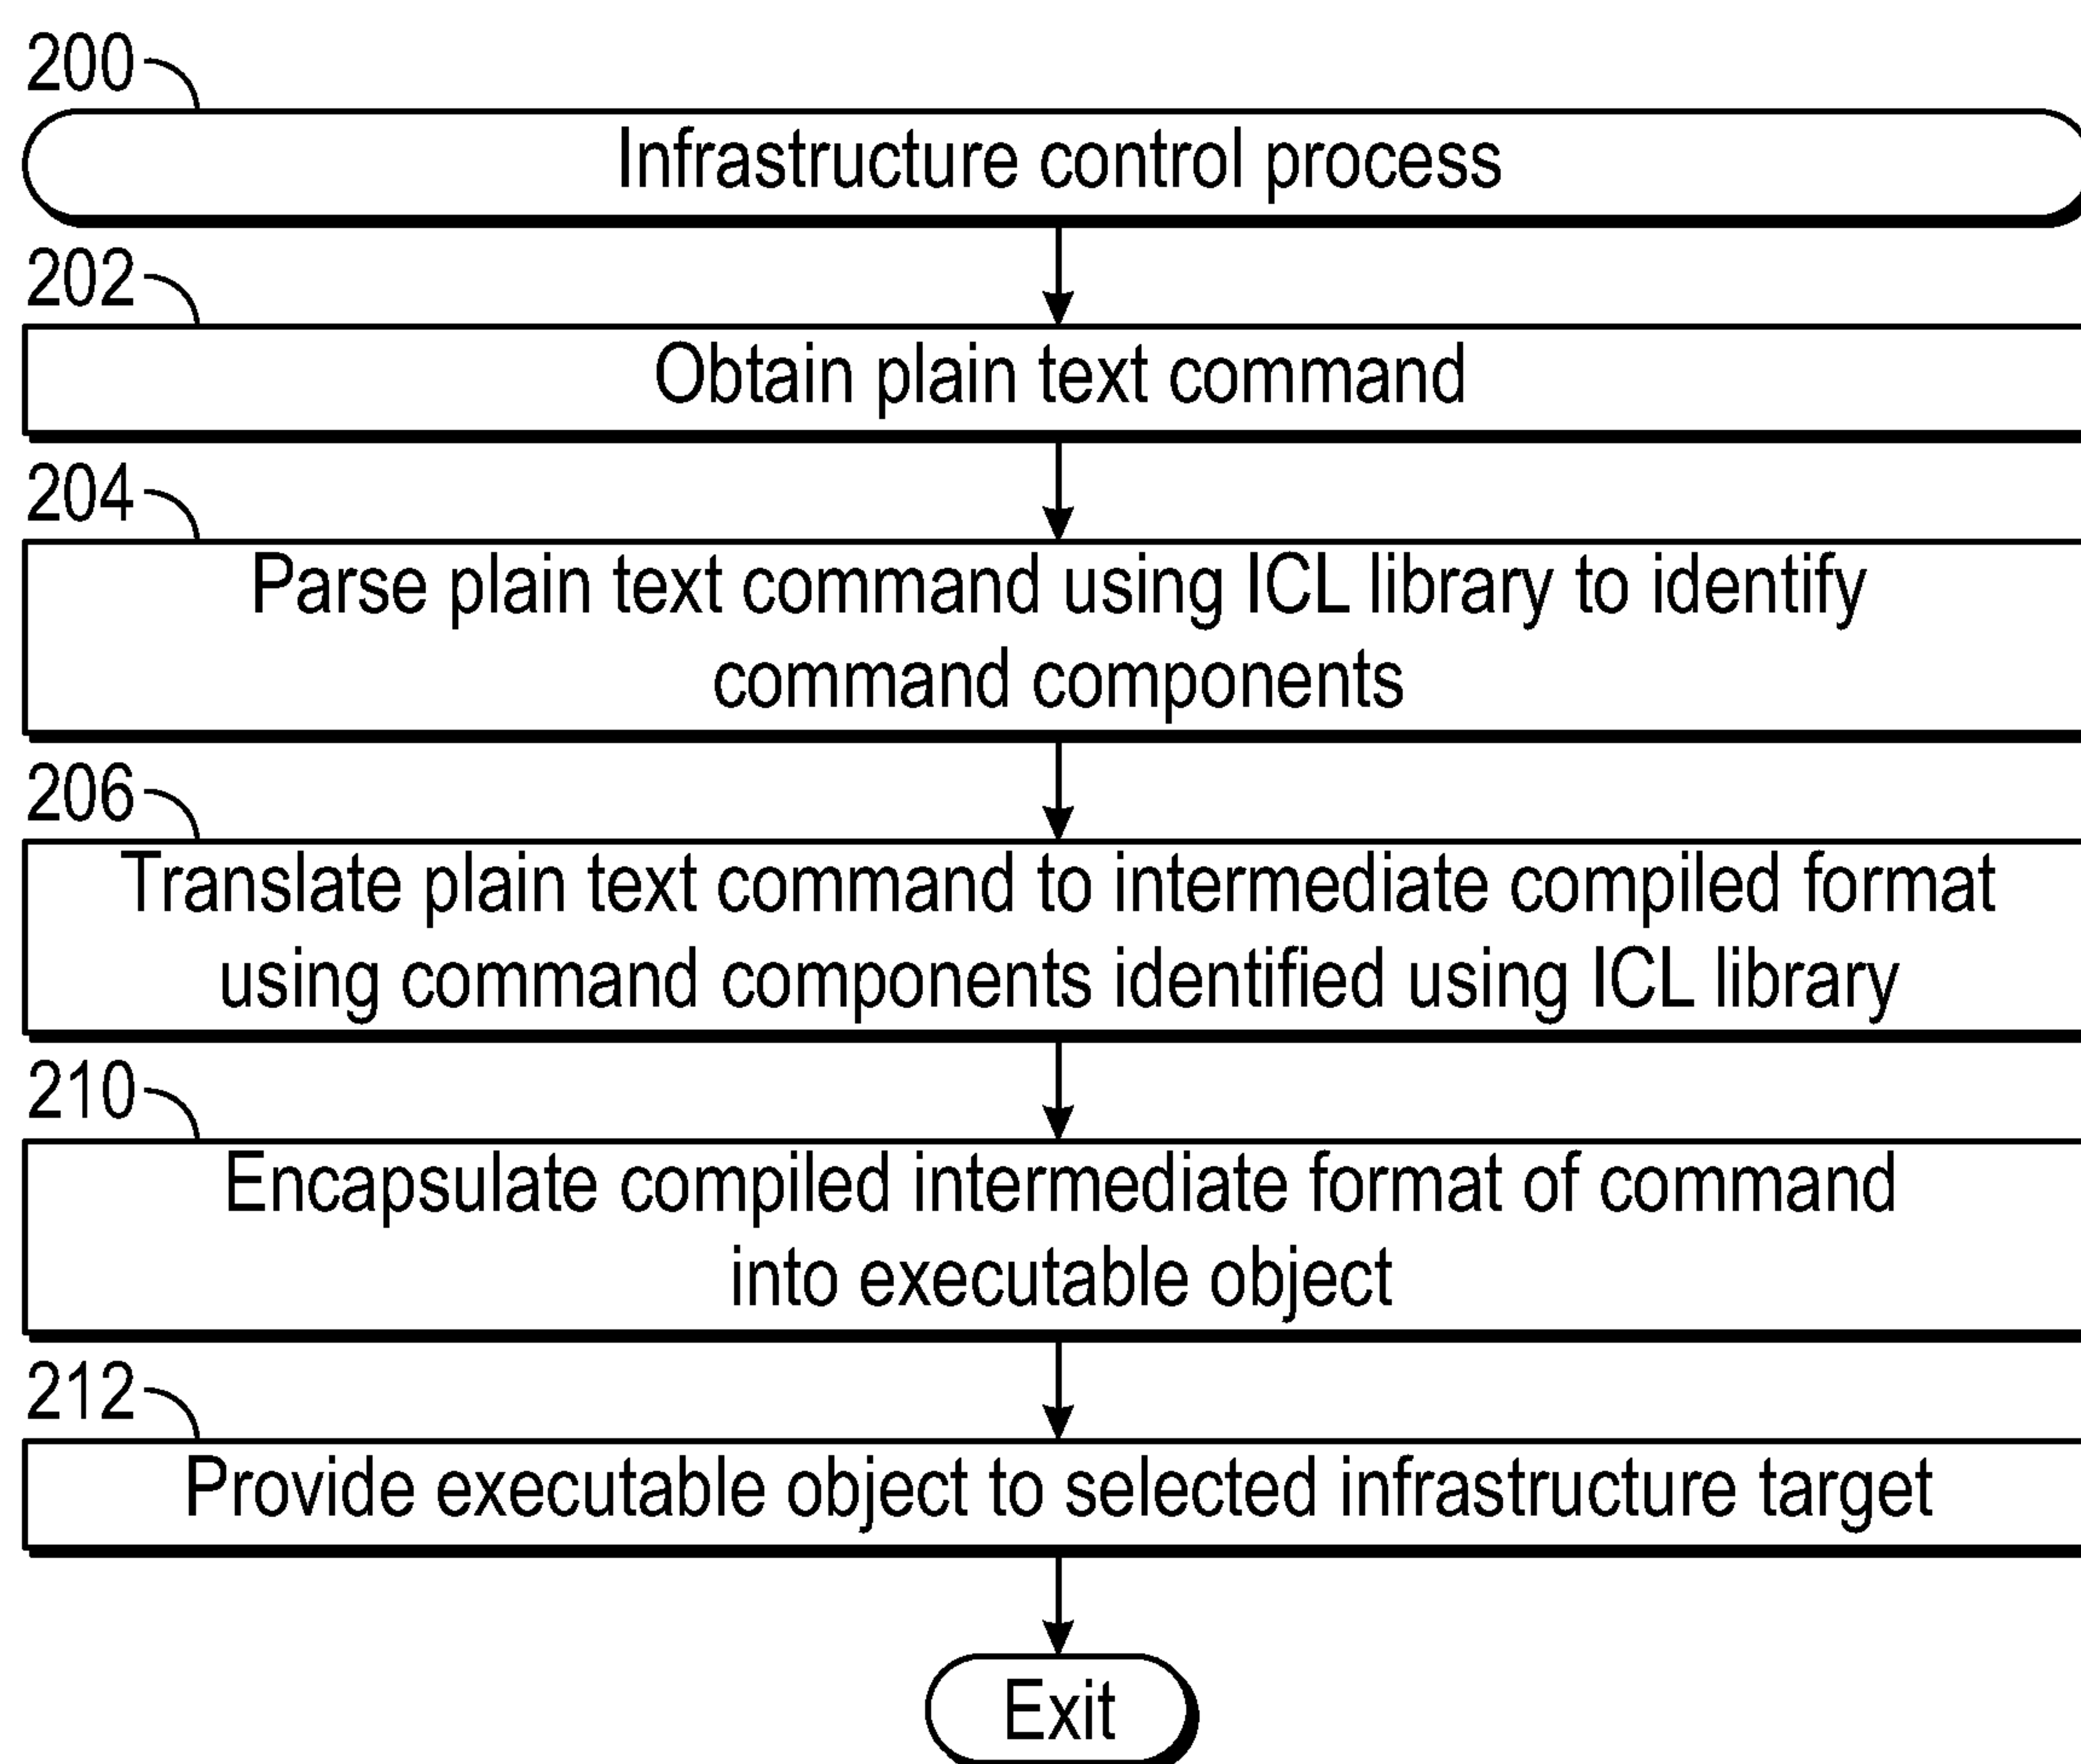 200
Infrastructure control process
202
Obtain plain text command
204
Parse plain text command using ICL library to identify
command components
206
Translate plain text command to intermediate compiled format
using command components identified using ICL library
210
Encapsulate compiled intermediate format of command
into executable object
212
Provide executable object to selected infrastructure target
Exit